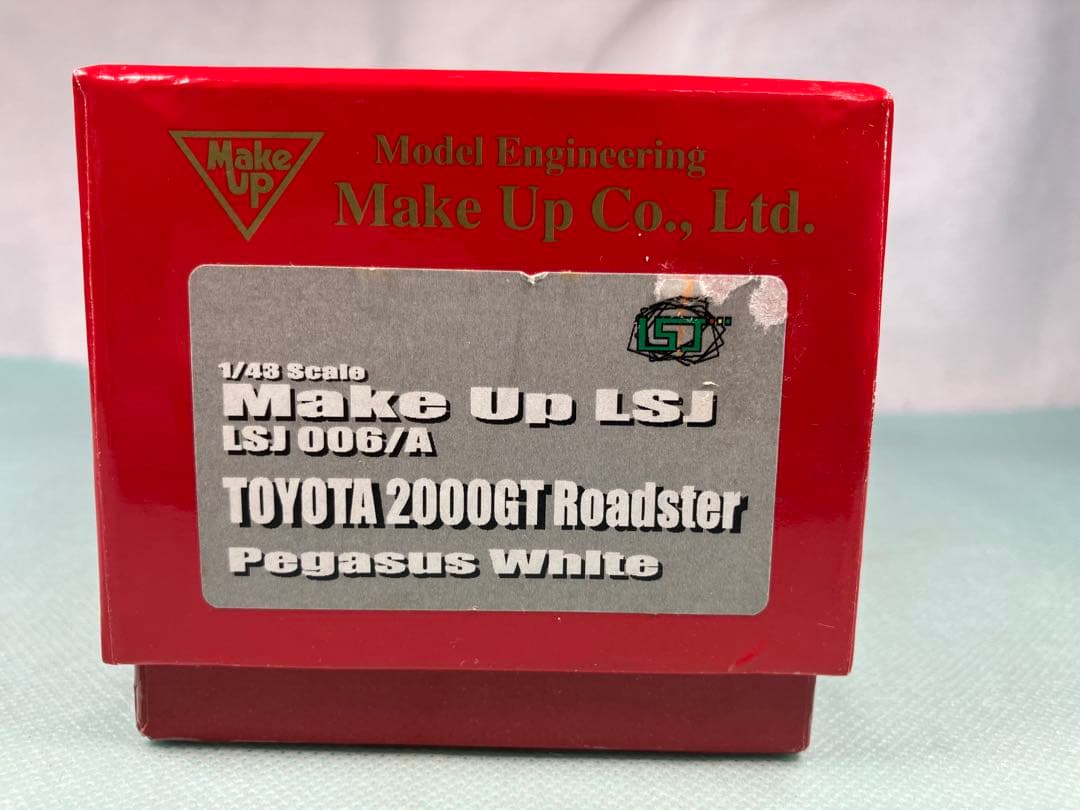 Make
Up
Model Engineering
Make Up Co., Ltd.
LSJ
1/43 Scale
Make Up LSJ
LSJ 006/A
TOYOTA 2000GT Roadster
Pegasus White